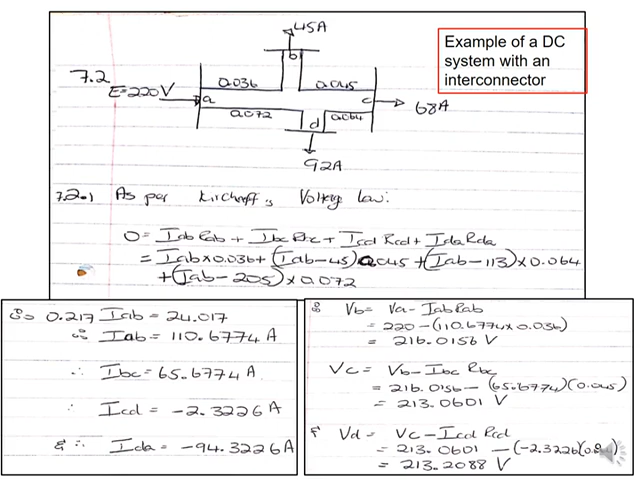 45A
Example of a DC
system with an
interconnector
7.2
E=220V
0.036
b
0.045
a
c
68A
0.072
d
0.064
92A
7.2.1 As per Kirchoff's Voltage law:
0 = Iab Rab + Ibc Rbc + Icd Rcd + Ida Rda
= Iab x 0.036 + (Iab - 45) 0.045 + (Iab - 113) x 0.064
+ (Iab - 205) x 0.072
∴ 0.217 Iab = 24.017
∴ Iab = 110.6774 A
∴ Ibc = 65.6774 A
∴ Icd = -2.3226 A
& ∴ Ida = -94.3226 A
∴ Vb = Va - Iab Rab
= 220 - (110.6774 x 0.036)
= 216.0156 V
Vc = Vb - Ibc Rbc
= 216.0156 - (65.6774)(0.045)
= 213.0601 V
& Vd = Vc - Icd Rcd
= 213.0601 - (-2.3226)(0.
= 213.2088 V